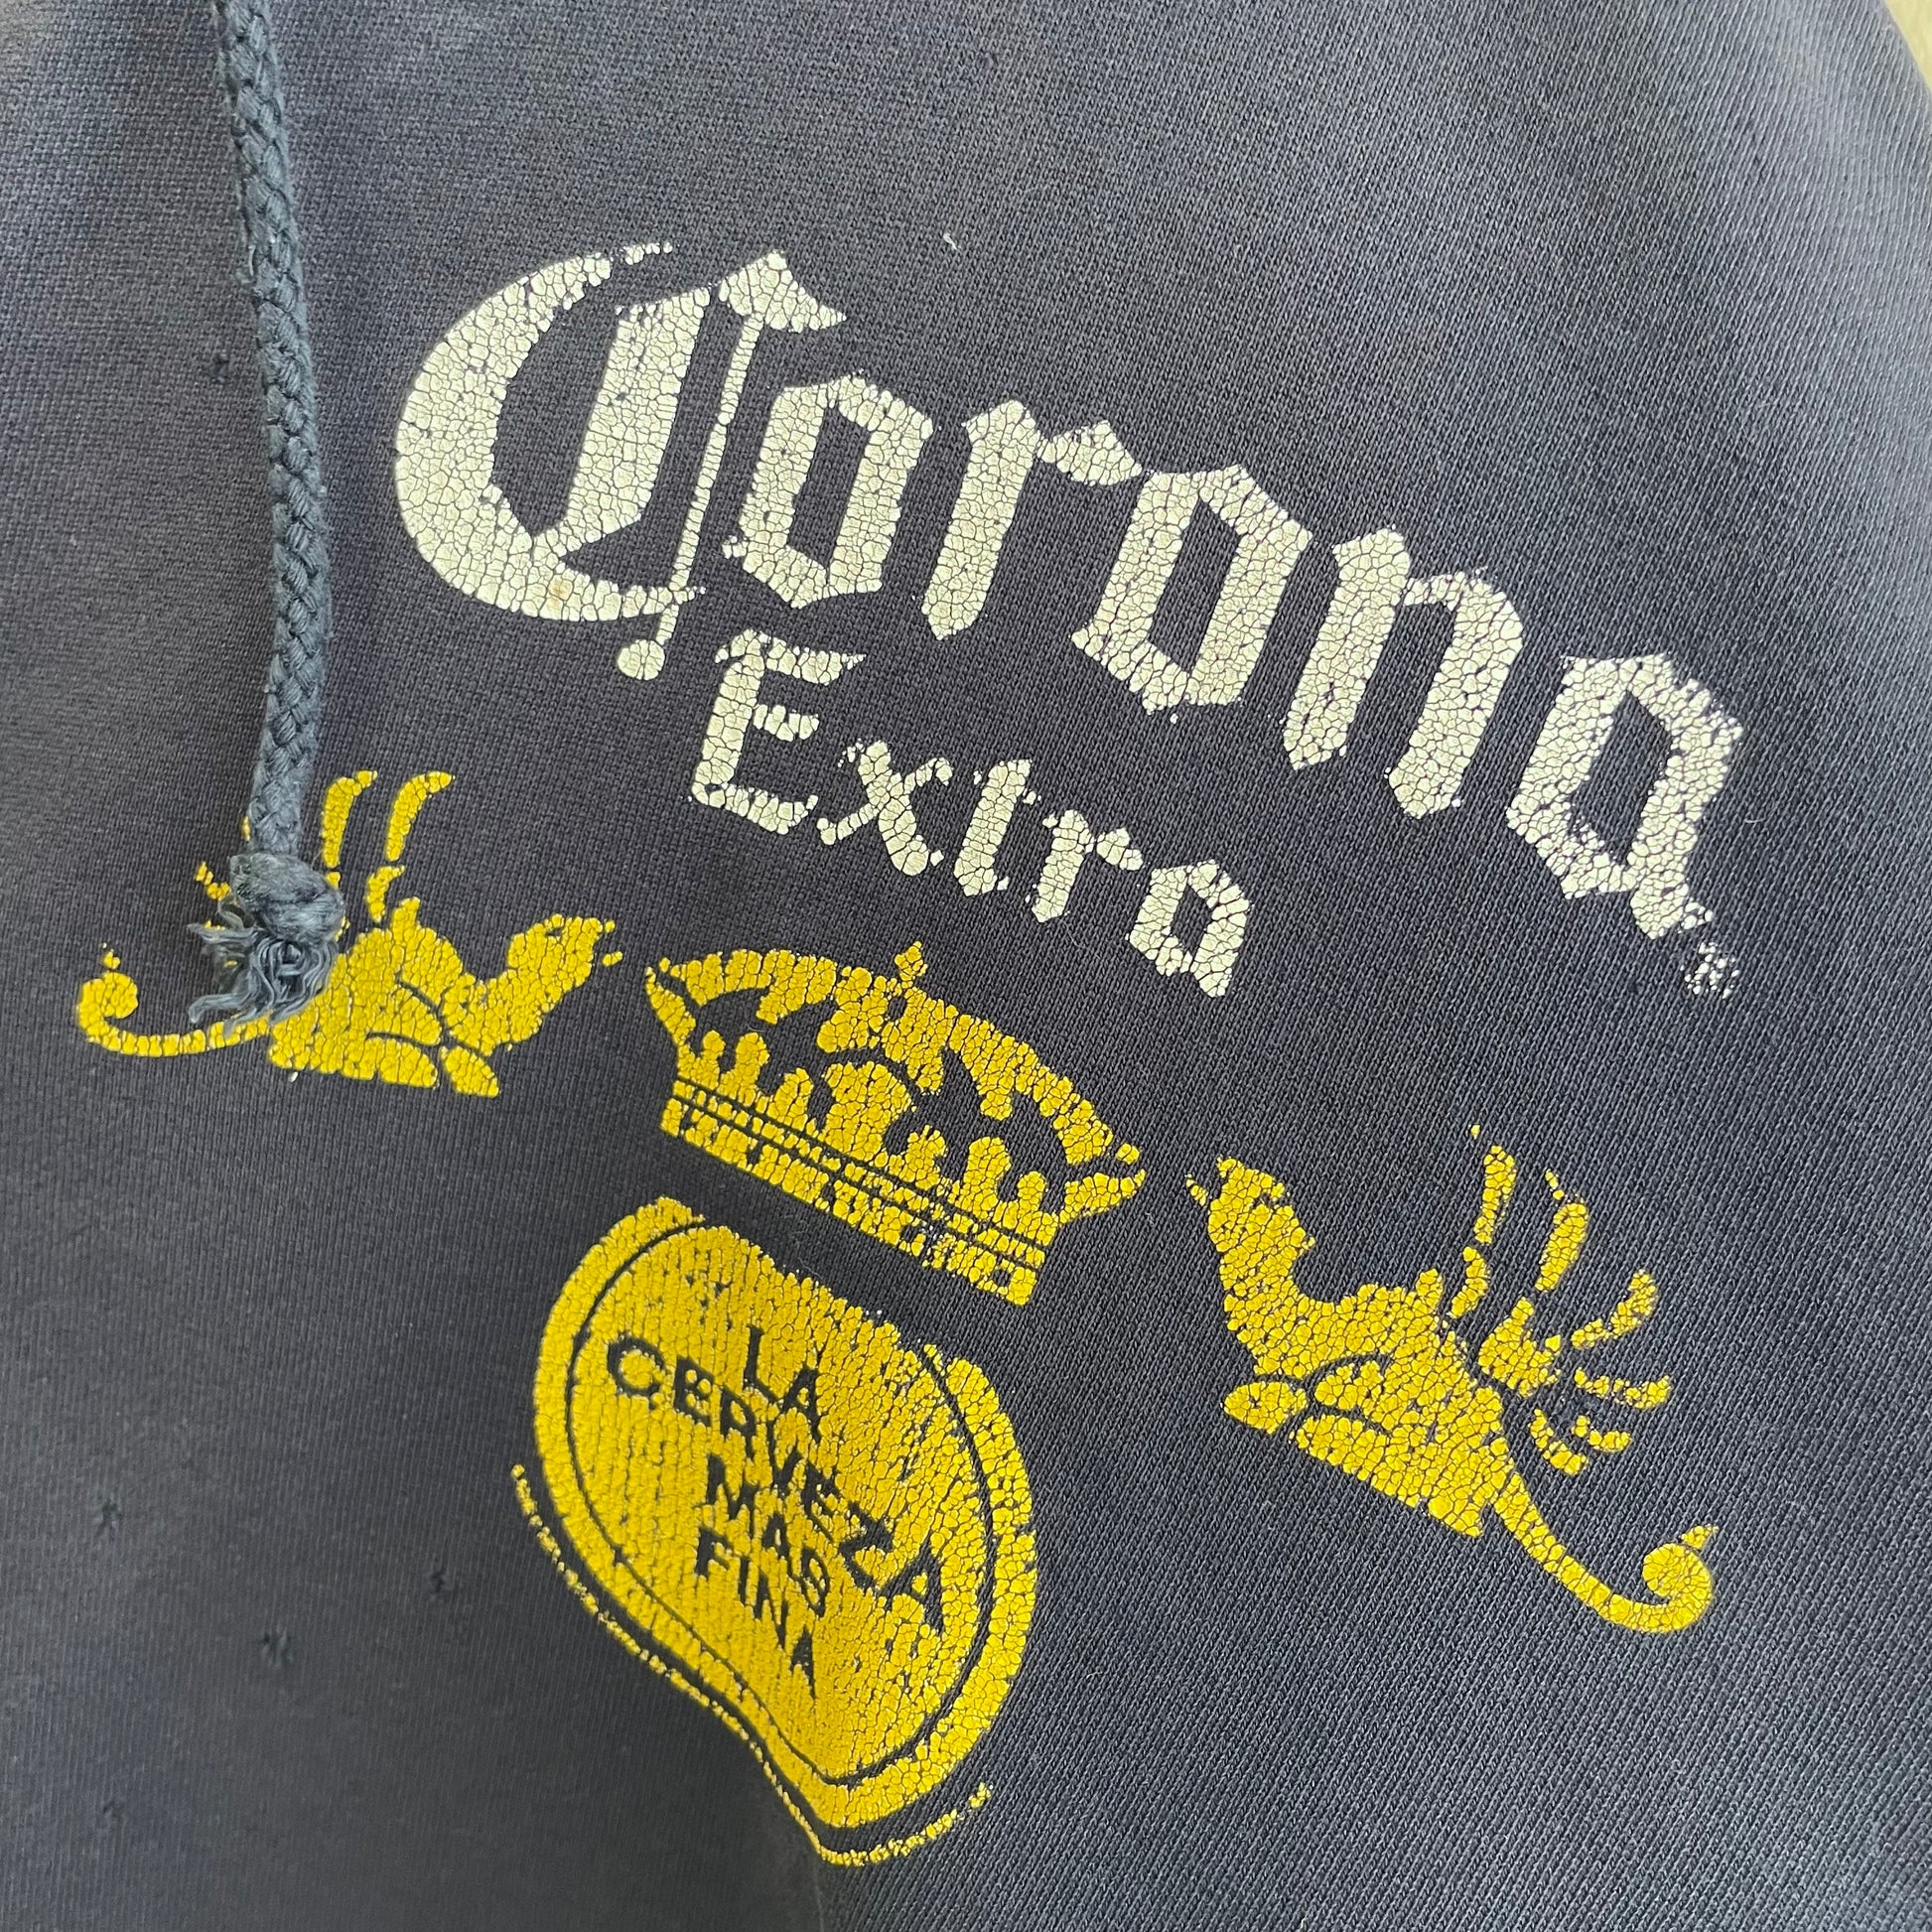 Corona
Extra
LA
CERVEZA
MAS
FINA